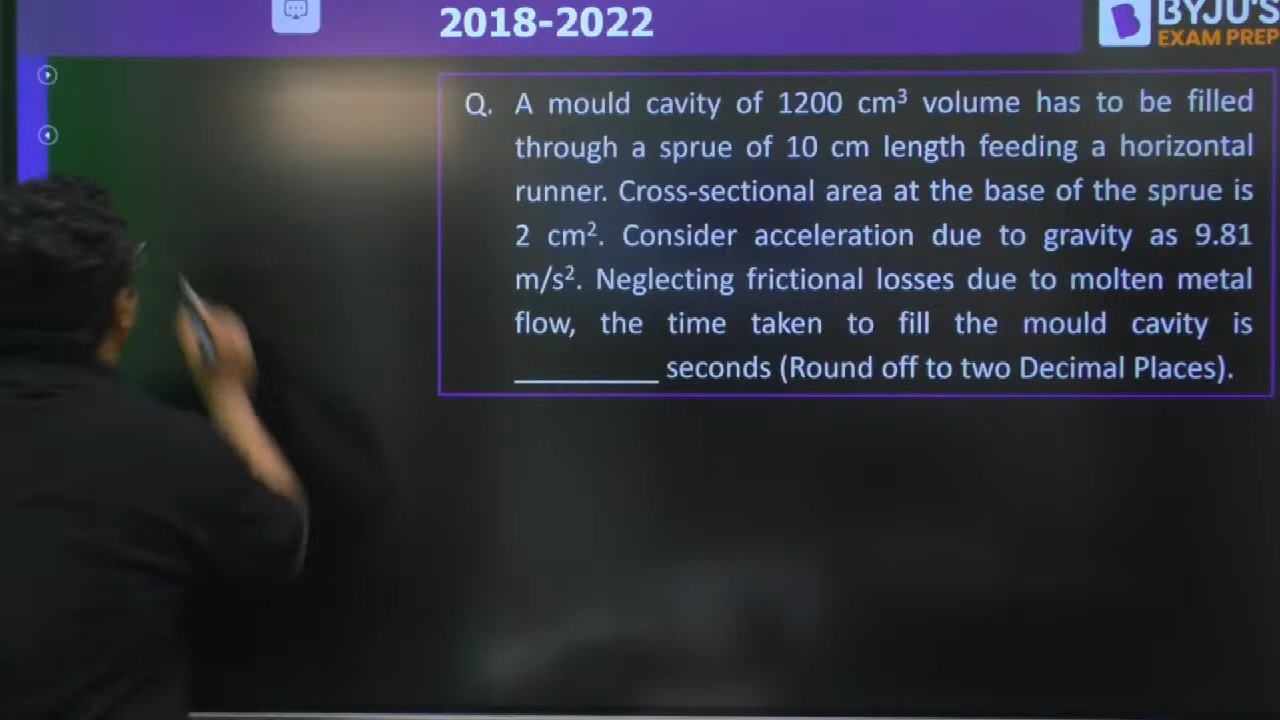 2018-2022
BYJU'S
EXAM PREP
Q. A mould cavity of 1200 cm³ volume has to be filled
through a sprue of 10 cm length feeding a horizontal
runner. Cross-sectional area at the base of the sprue is
2 cm². Consider acceleration due to gravity as 9.81
m/s². Neglecting frictional losses due to molten metal
flow, the time taken to fill the mould cavity is
__________ seconds (Round off to two Decimal Places).